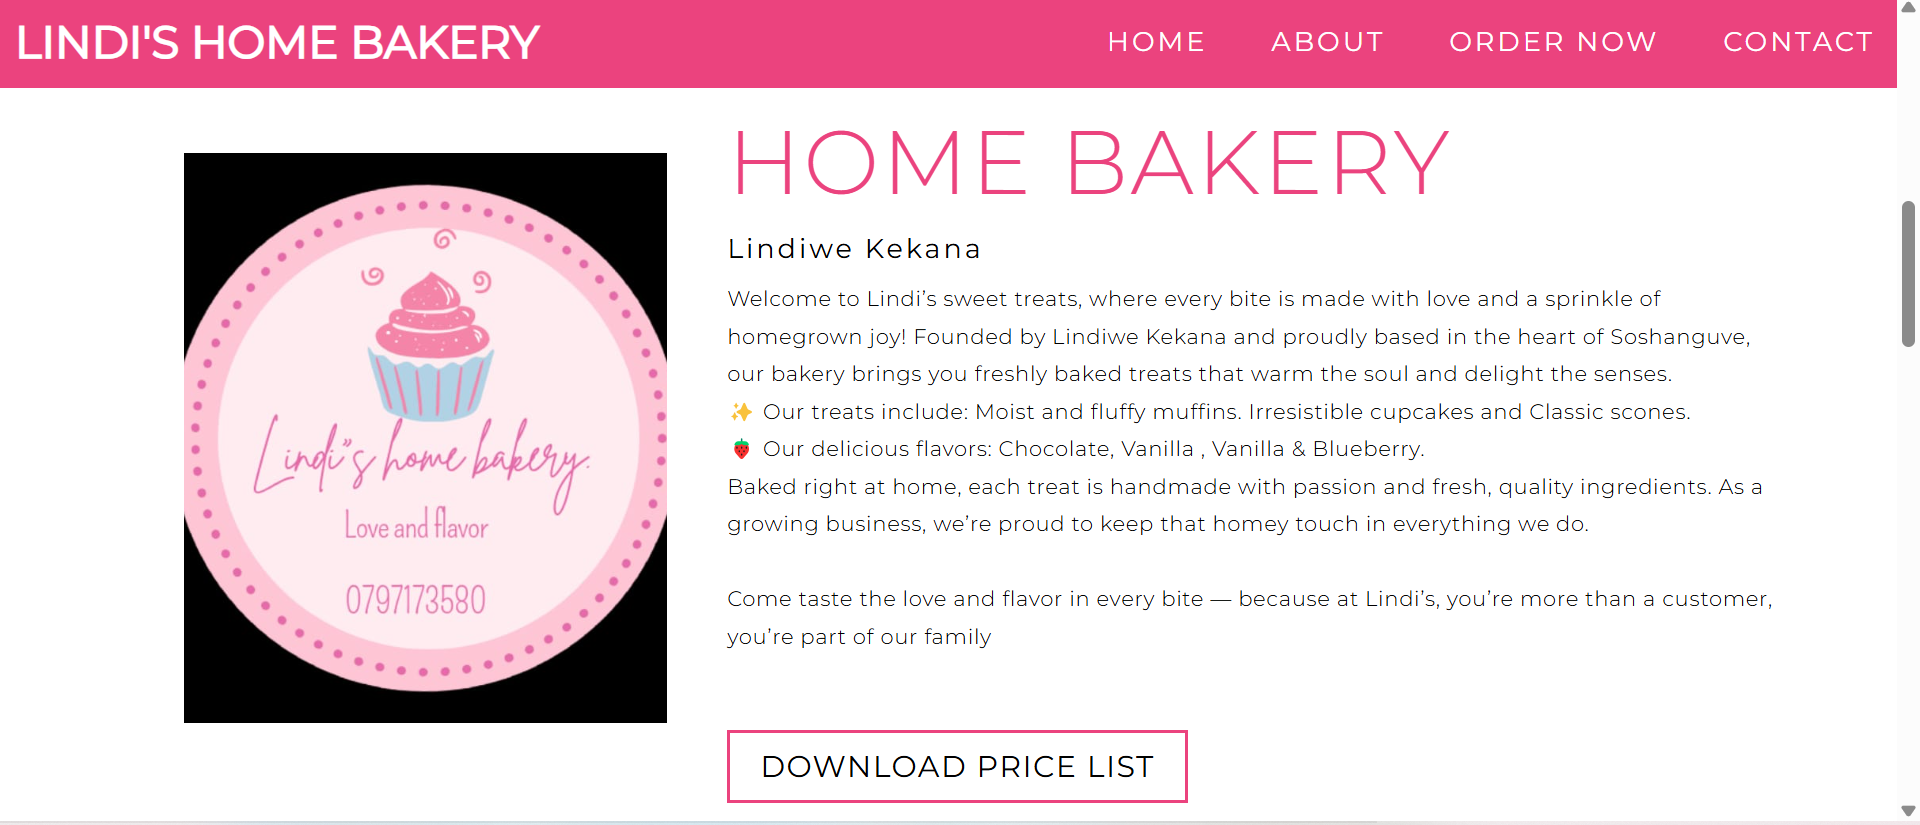 LINDI'S HOME BAKERY
HOME ABOUT ORDER NOW CONTACT
HOME BAKERY
Lindiwe Kekana
Welcome to Lindi’s sweet treats, where every bite is made with love and a sprinkle of
homegrown joy! Founded by Lindiwe Kekana and proudly based in the heart of Soshanguve,
our bakery brings you freshly baked treats that warm the soul and delight the senses.
✨ Our treats include: Moist and fluffy muffins. Irresistible cupcakes and Classic scones.
🍓 Our delicious flavors: Chocolate, Vanilla , Vanilla & Blueberry.
Baked right at home, each treat is handmade with passion and fresh, quality ingredients. As a
growing business, we’re proud to keep that homey touch in everything we do.
Come taste the love and flavor in every bite — because at Lindi’s, you’re more than a customer,
you’re part of our family
DOWNLOAD PRICE LIST
Lindi"s home bakery.
Love and flavor
0797173580